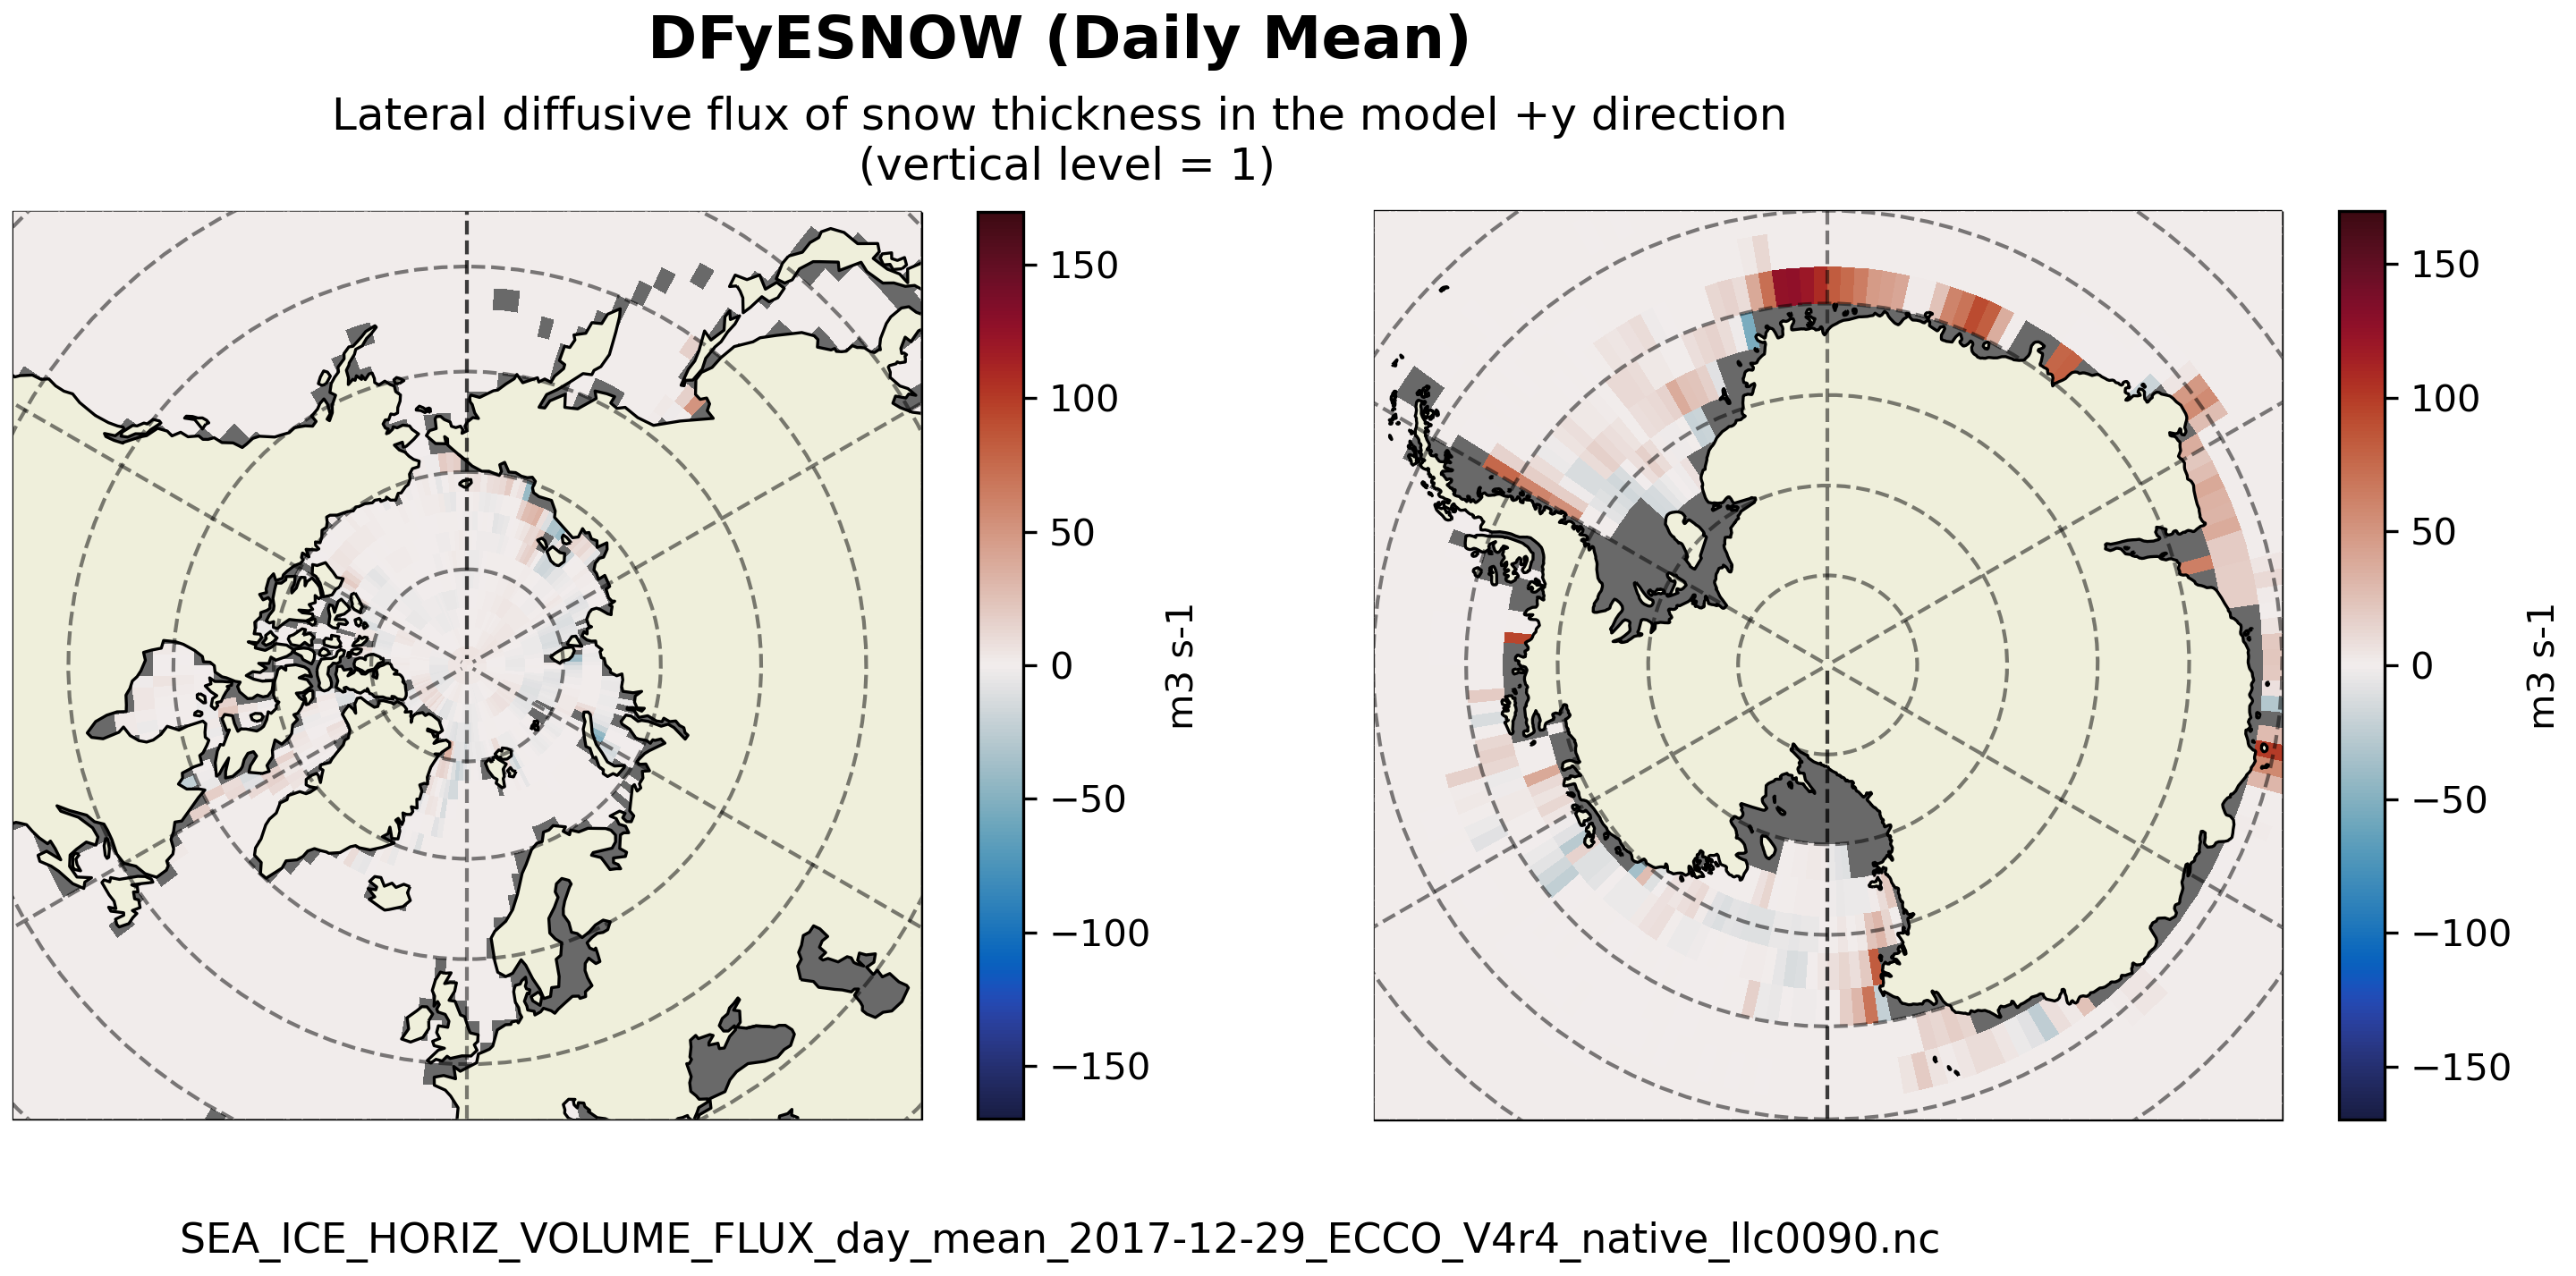 DFyESNOW (Daily Mean)
Lateral diffusive flux of snow thickness in the model +y direction
(vertical level = 1)
150
100
50
0
−50
−100
−150
m3 s-1
150
100
50
0
−50
−100
−150
m3 s-1
SEA_ICE_HORIZ_VOLUME_FLUX_day_mean_2017-12-29_ECCO_V4r4_native_llc0090.nc